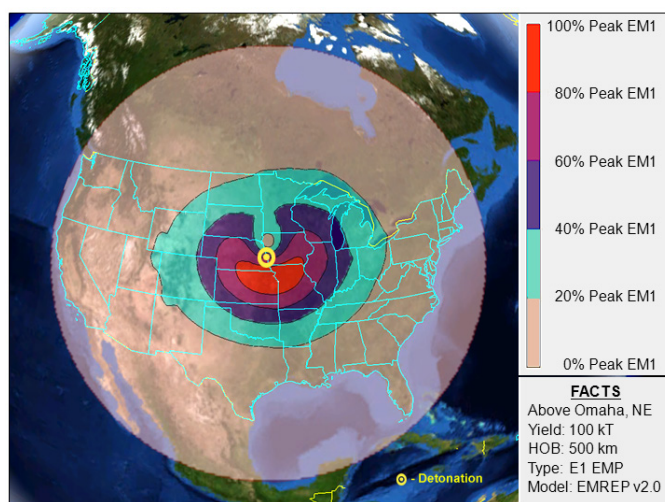 100% Peak EM1
80% Peak EM1
60% Peak EM1
40% Peak EM1
20% Peak EM1
0% Peak EM1
FACTS
Above Omaha, NE
Yield: 100 kT
HOB: 500 km
Type: E1 EMP
Model: EMREP v2.0
- Detonation